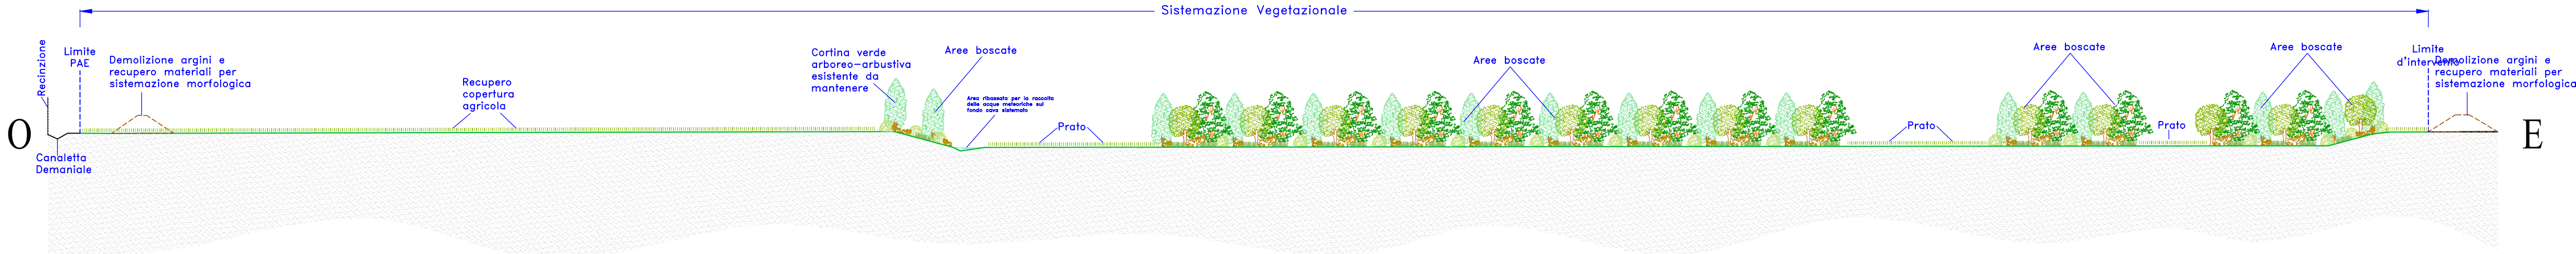 Sistemazione Vegetazionale
Recinzione
Limite
PAE
Demolizione argini e
recupero materiali per
sistemazione morfologica
Recupero
copertura
agricola
Cortina verde
arboreo-arbustiva
esistente da
mantenere
Aree boscate
Area ribassata per la raccolta
delle acque meteoriche sul
fondo cava sistemato
Prato
Aree boscate
Prato
Aree boscate
Prato
Aree boscate
Limite
d'intervento
Demolizione argini e
recupero materiali per
sistemazione morfologica
O
E
Canaletta
Demaniale